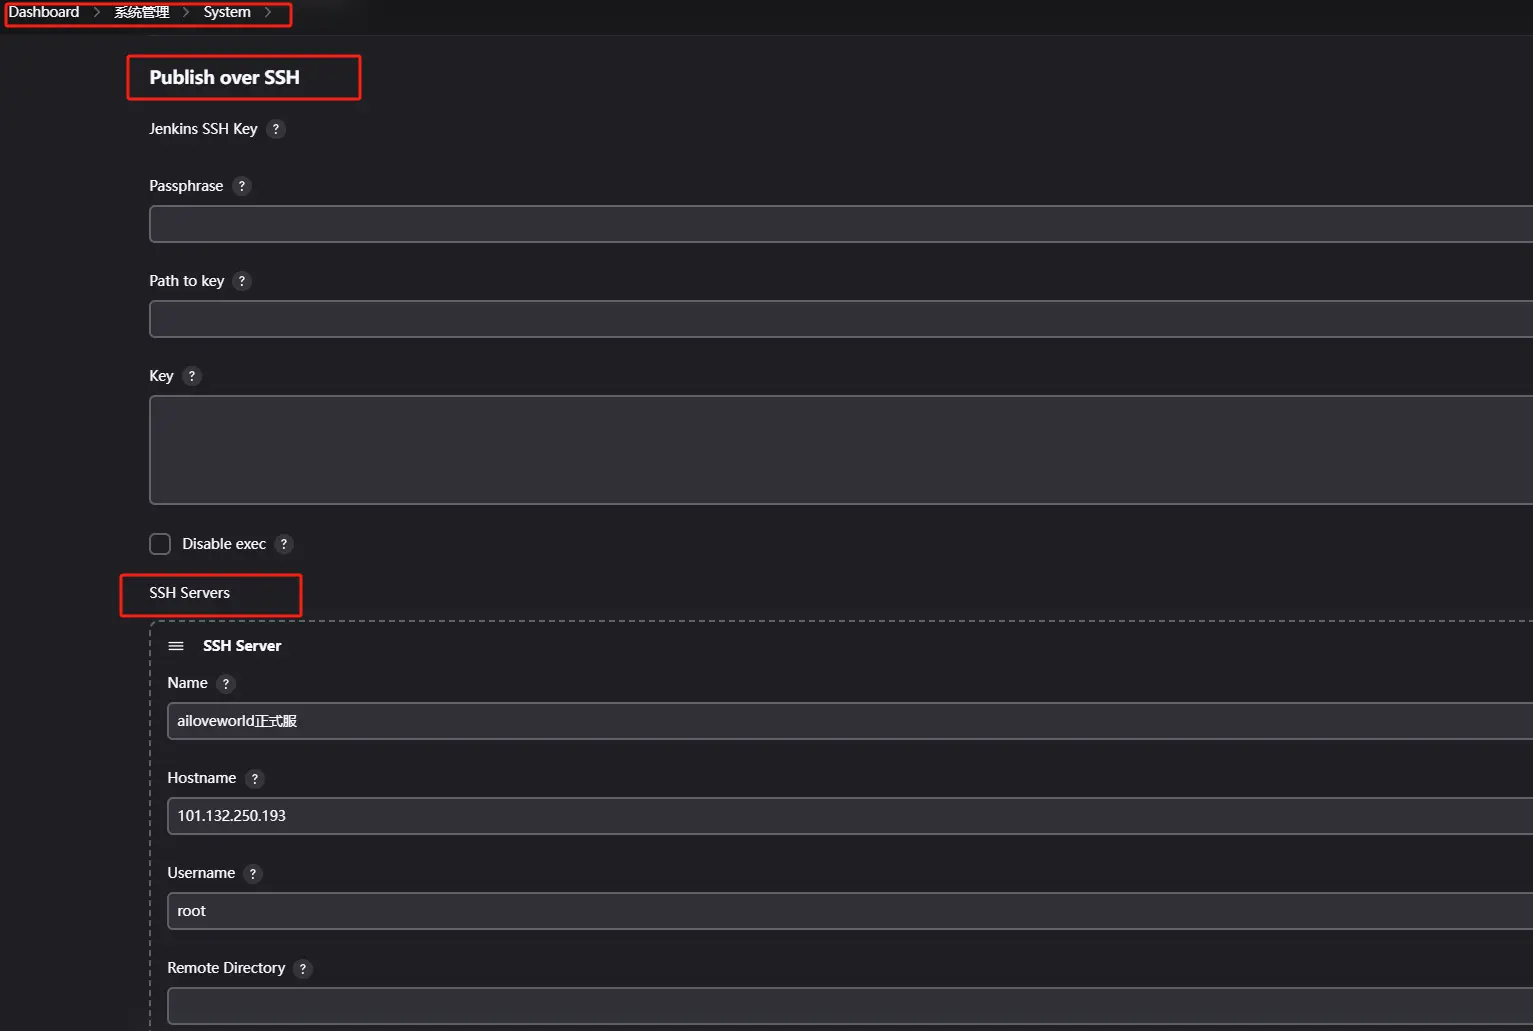 Dashboard > 系统管理 > System >
Publish over SSH
Jenkins SSH Key ?
Passphrase ?
Path to key ?
Key ?
Disable exec ?
SSH Servers
SSH Server
Name ?
ailoveworld正式服
Hostname ?
101.132.250.193
Username ?
root
Remote Directory ?